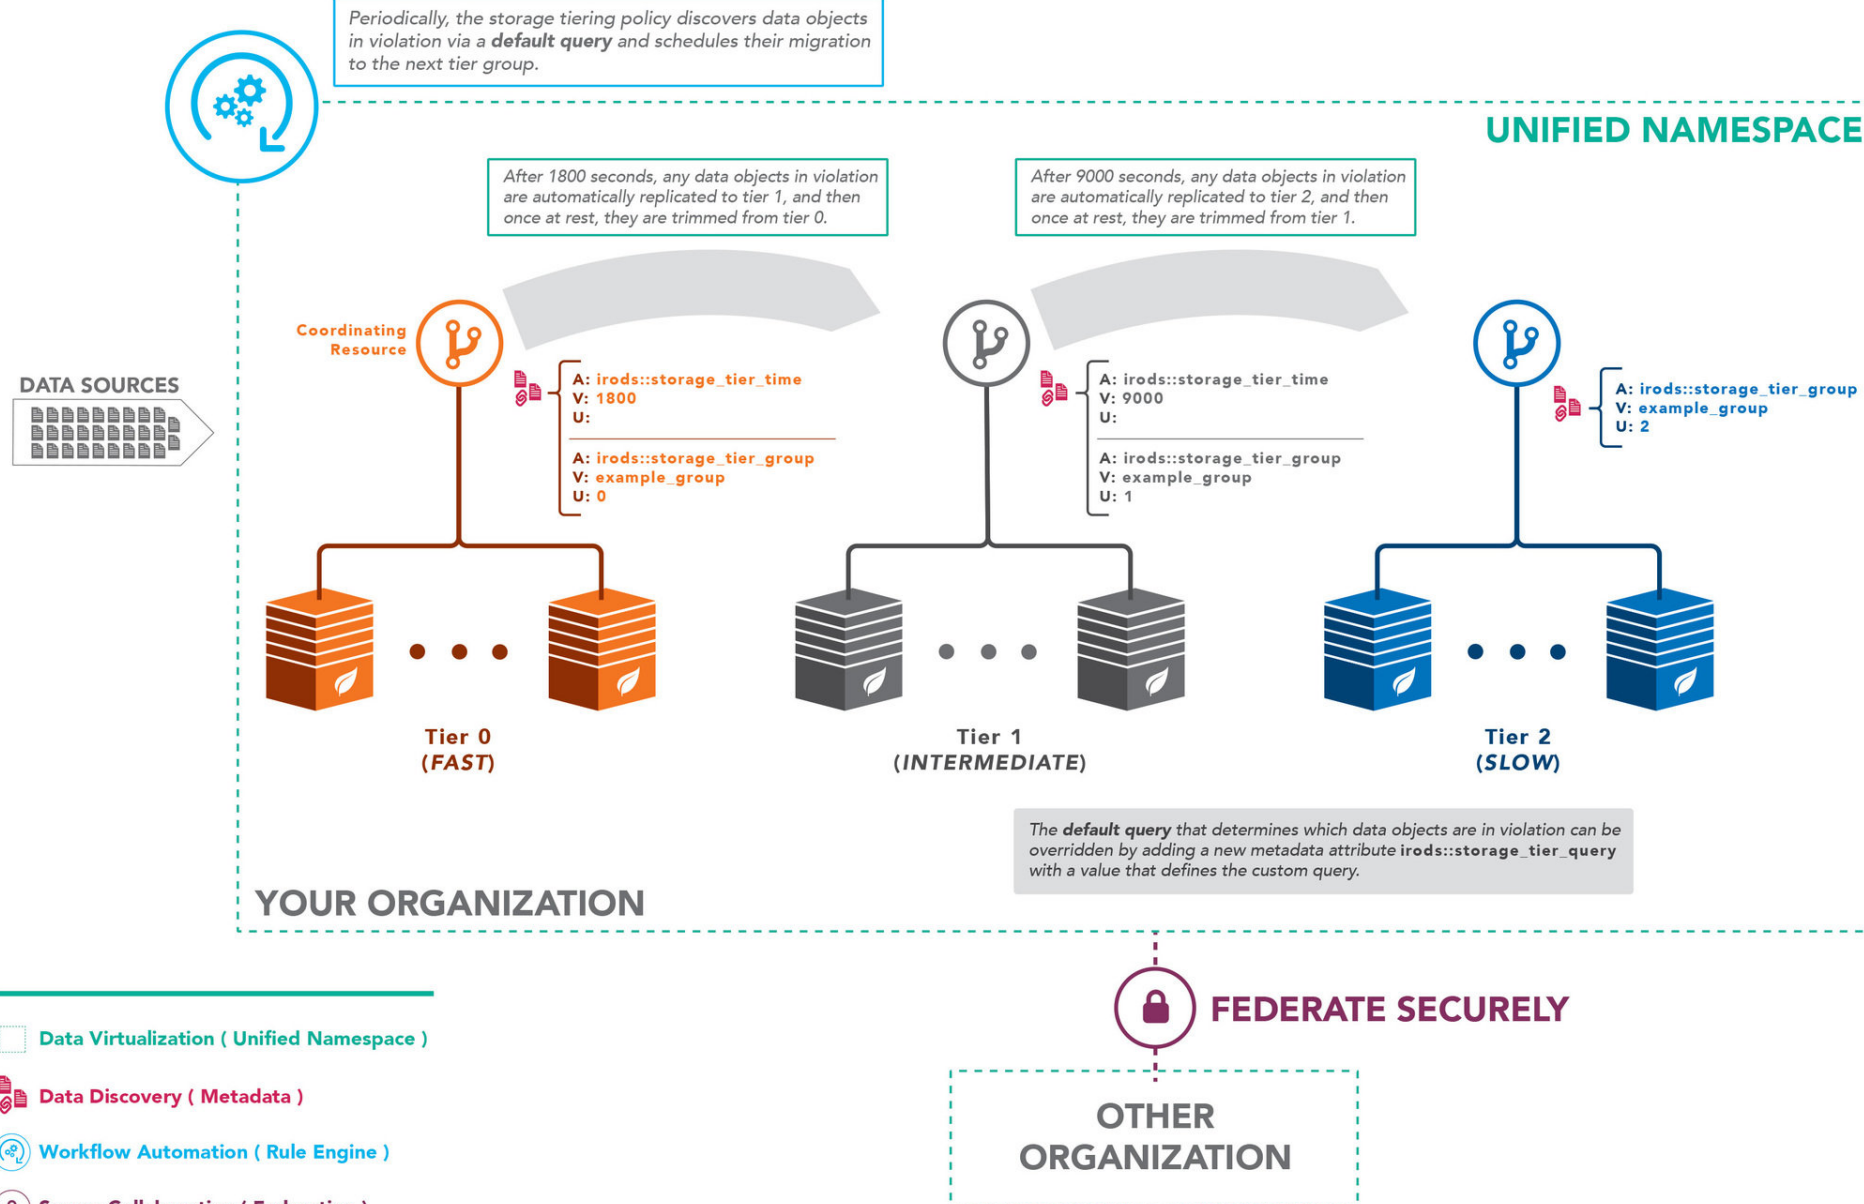 Periodically, the storage tiering policy discovers data objects
in violation via a default query and schedules their migration
to the next tier group.
UNIFIED NAMESPACE
After 1800 seconds, any data objects in violation
are automatically replicated to tier 1, and then
once at rest, they are trimmed from tier 0.
After 9000 seconds, any data objects in violation
are automatically replicated to tier 2, and then
once at rest, they are trimmed from tier 1.
Coordinating
Resource
DATA SOURCES
A: irods::storage_tier_time
V: 1800
U:
A: irods::storage_tier_group
V: example_group
U: 0
A: irods::storage_tier_time
V: 9000
U:
A: irods::storage_tier_group
V: example_group
U: 1
A: irods::storage_tier_group
V: example_group
U: 2
Tier 0
(FAST)
Tier 1
(INTERMEDIATE)
Tier 2
(SLOW)
The default query that determines which data objects are in violation can be
overridden by adding a new metadata attribute irods::storage_tier_query
with a value that defines the custom query.
YOUR ORGANIZATION
FEDERATE SECURELY
OTHER
ORGANIZATION
Data Virtualization ( Unified Namespace )
Data Discovery ( Metadata )
Workflow Automation ( Rule Engine )